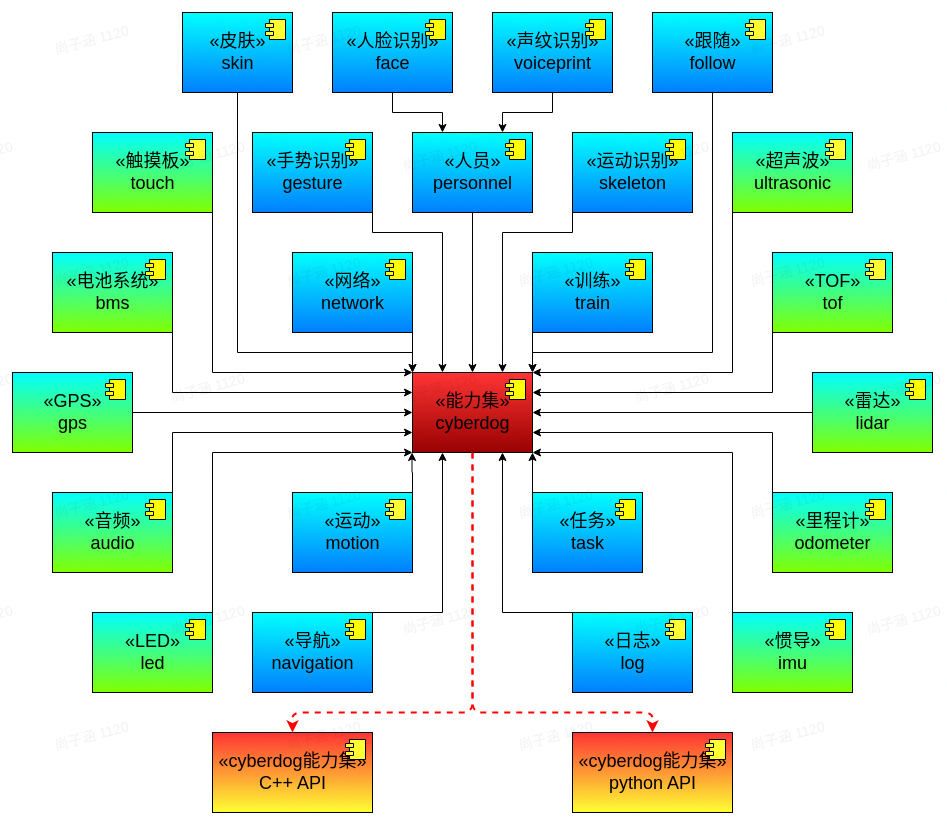 «皮肤»
skin
«人脸识别»
face
«声纹识别»
voiceprint
«跟随»
follow
«触摸板»
touch
«手势识别»
gesture
«人员»
personnel
«运动识别»
skeleton
«超声波»
ultrasonic
«电池系统»
bms
«网络»
network
«训练»
train
«TOF»
tof
«GPS»
gps
«能力集»
cyberdog
«雷达»
lidar
«音频»
audio
«运动»
motion
«任务»
task
«里程计»
odometer
«LED»
led
«导航»
navigation
«日志»
log
«惯导»
imu
«cyberdog能力集»
C++ API
«cyberdog能力集»
python API
尚子涵 1120